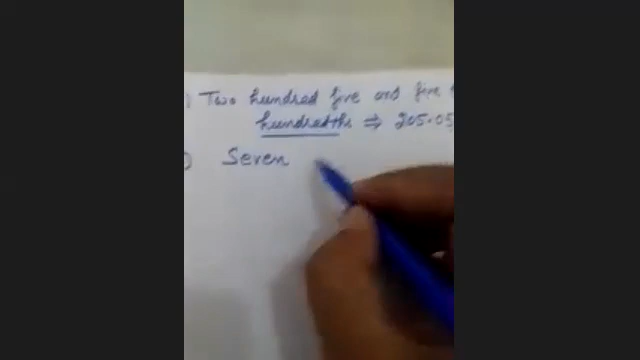 ) Two hundred five and five
hundredths ⇒ 205.05
) Seven